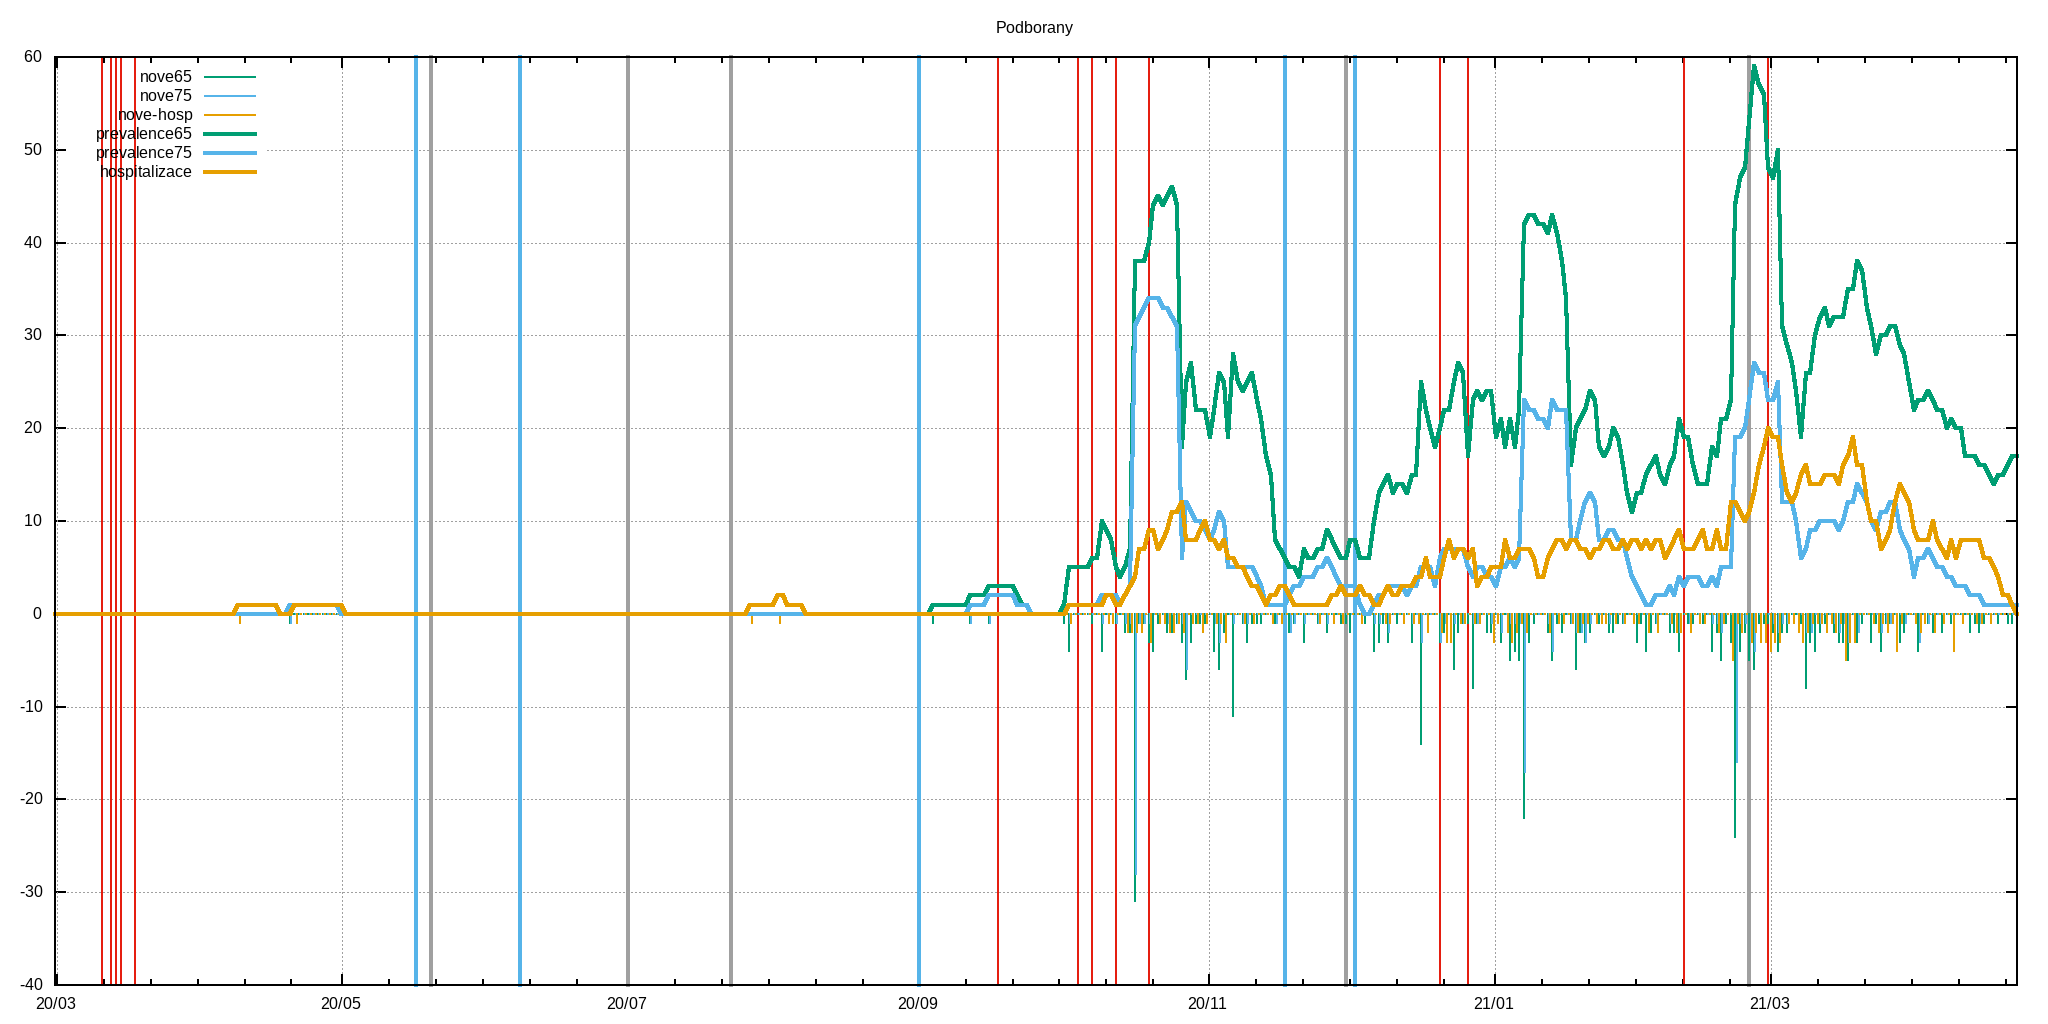 Podborany
60
50
40
30
20
10
0
-10
-20
-30
-40
nove65
nove75
nove-hosp
prevalence65
prevalence75
hospitalizace
20/03 20/05 20/07 20/09 20/11 21/01 21/03